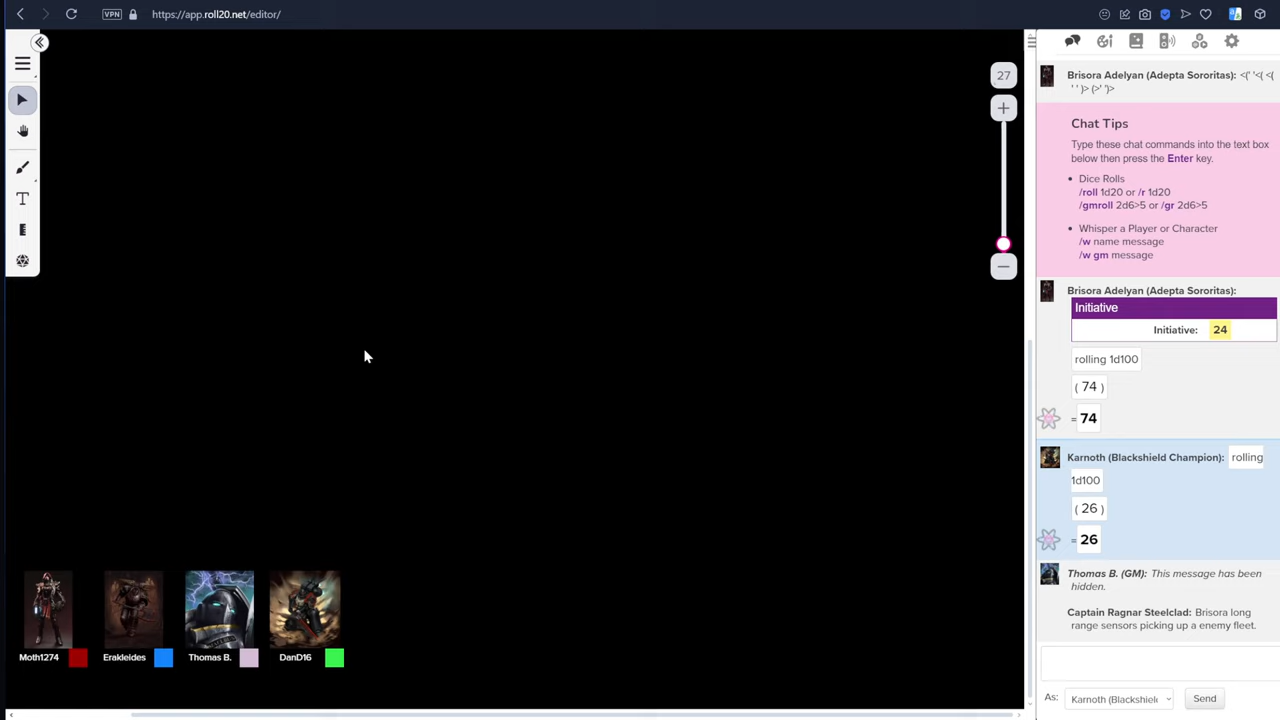 VPN
https://app.roll20.net/editor/
27
Brisora Adelyan (Adepta Sororitas): <(' '<( <(
' ' )> (>' ')>
Chat Tips
Type these chat commands into the text box
below then press the Enter key.
Dice Rolls
/roll 1d20 or /r 1d20
/gmroll 2d6>5 or /gr 2d6>5
Whisper a Player or Character
/w name message
/w gm message
Brisora Adelyan (Adepta Sororitas):
Initiative
Initiative: 24
rolling 1d100
( 74 )
= 74
Karnoth (Blackshield Champion): rolling
1d100
( 26 )
= 26
Thomas B. (GM): This message has been
hidden.
Captain Ragnar Steelclad: Brisora long
range sensors picking up a enemy fleet.
Moth1274
Erakleides
Thomas B.
DanD16
As: Karnoth (Blackshiel
Send